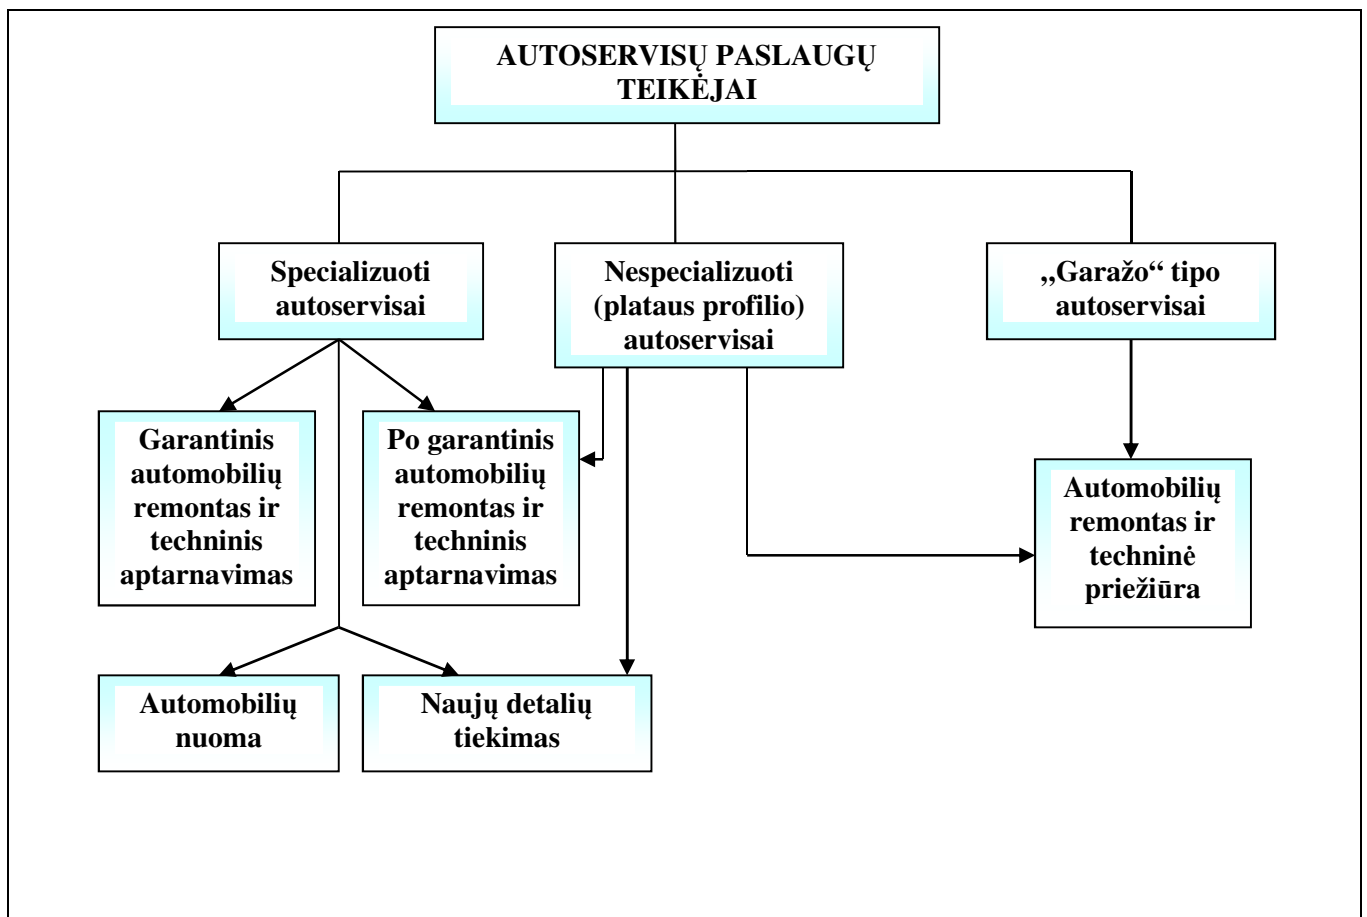 AUTOSERVISŲ PASLAUGŲ
TEIKĖJAI
Specializuoti
autoservisai
Nespecializuoti
(plataus profilio)
autoservisai
„Garažo“ tipo
autoservisai
Garantinis
automobilių
remontas ir
techninis
aptarnavimas
Po garantinis
automobilių
remontas ir
techninis
aptarnavimas
Automobilių
remontas ir
techninė
priežiūra
Automobilių
nuoma
Naujų detalių
tiekimas